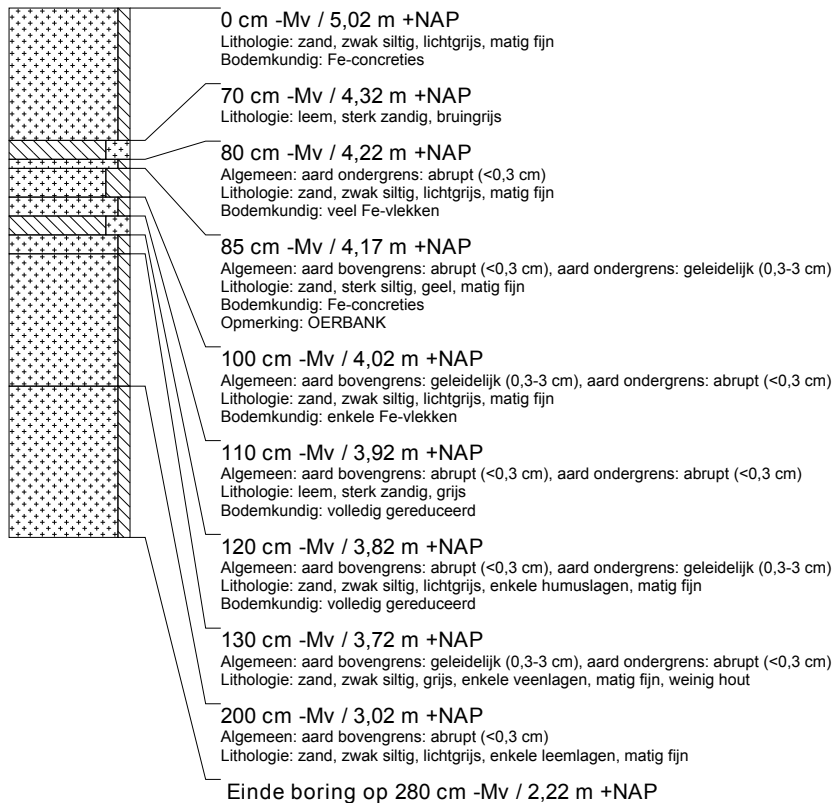 0 cm -Mv / 5,02 m +NAP
Lithologie: zand, zwak siltig, lichtgrijs, matig fijn
Bodemkundig: Fe-concreties
70 cm -Mv / 4,32 m +NAP
Lithologie: leem, sterk zandig, bruingrijs
80 cm -Mv / 4,22 m +NAP
Algemeen: aard ondergrens: abrupt (<0,3 cm)
Lithologie: zand, zwak siltig, lichtgrijs, matig fijn
Bodemkundig: veel Fe-vlekken
85 cm -Mv / 4,17 m +NAP
Algemeen: aard bovengrens: abrupt (<0,3 cm), aard ondergrens: geleidelijk (0,3-3 cm)
Lithologie: zand, sterk siltig, geel, matig fijn
Bodemkundig: Fe-concreties
Opmerking: OERBANK
100 cm -Mv / 4,02 m +NAP
Algemeen: aard bovengrens: geleidelijk (0,3-3 cm), aard ondergrens: abrupt (<0,3 cm)
Lithologie: zand, zwak siltig, lichtgrijs, matig fijn
Bodemkundig: enkele Fe-vlekken
110 cm -Mv / 3,92 m +NAP
Algemeen: aard bovengrens: abrupt (<0,3 cm), aard ondergrens: abrupt (<0,3 cm)
Lithologie: leem, sterk zandig, grijs
Bodemkundig: volledig gereduceerd
120 cm -Mv / 3,82 m +NAP
Algemeen: aard bovengrens: abrupt (<0,3 cm), aard ondergrens: geleidelijk (0,3-3 cm)
Lithologie: zand, zwak siltig, lichtgrijs, enkele humuslagen, matig fijn
Bodemkundig: volledig gereduceerd
130 cm -Mv / 3,72 m +NAP
Algemeen: aard bovengrens: geleidelijk (0,3-3 cm), aard ondergrens: abrupt (<0,3 cm)
Lithologie: zand, zwak siltig, grijs, enkele veenlagen, matig fijn, weinig hout
200 cm -Mv / 3,02 m +NAP
Algemeen: aard bovengrens: abrupt (<0,3 cm)
Lithologie: zand, zwak siltig, lichtgrijs, enkele leemlagen, matig fijn
Einde boring op 280 cm -Mv / 2,22 m +NAP